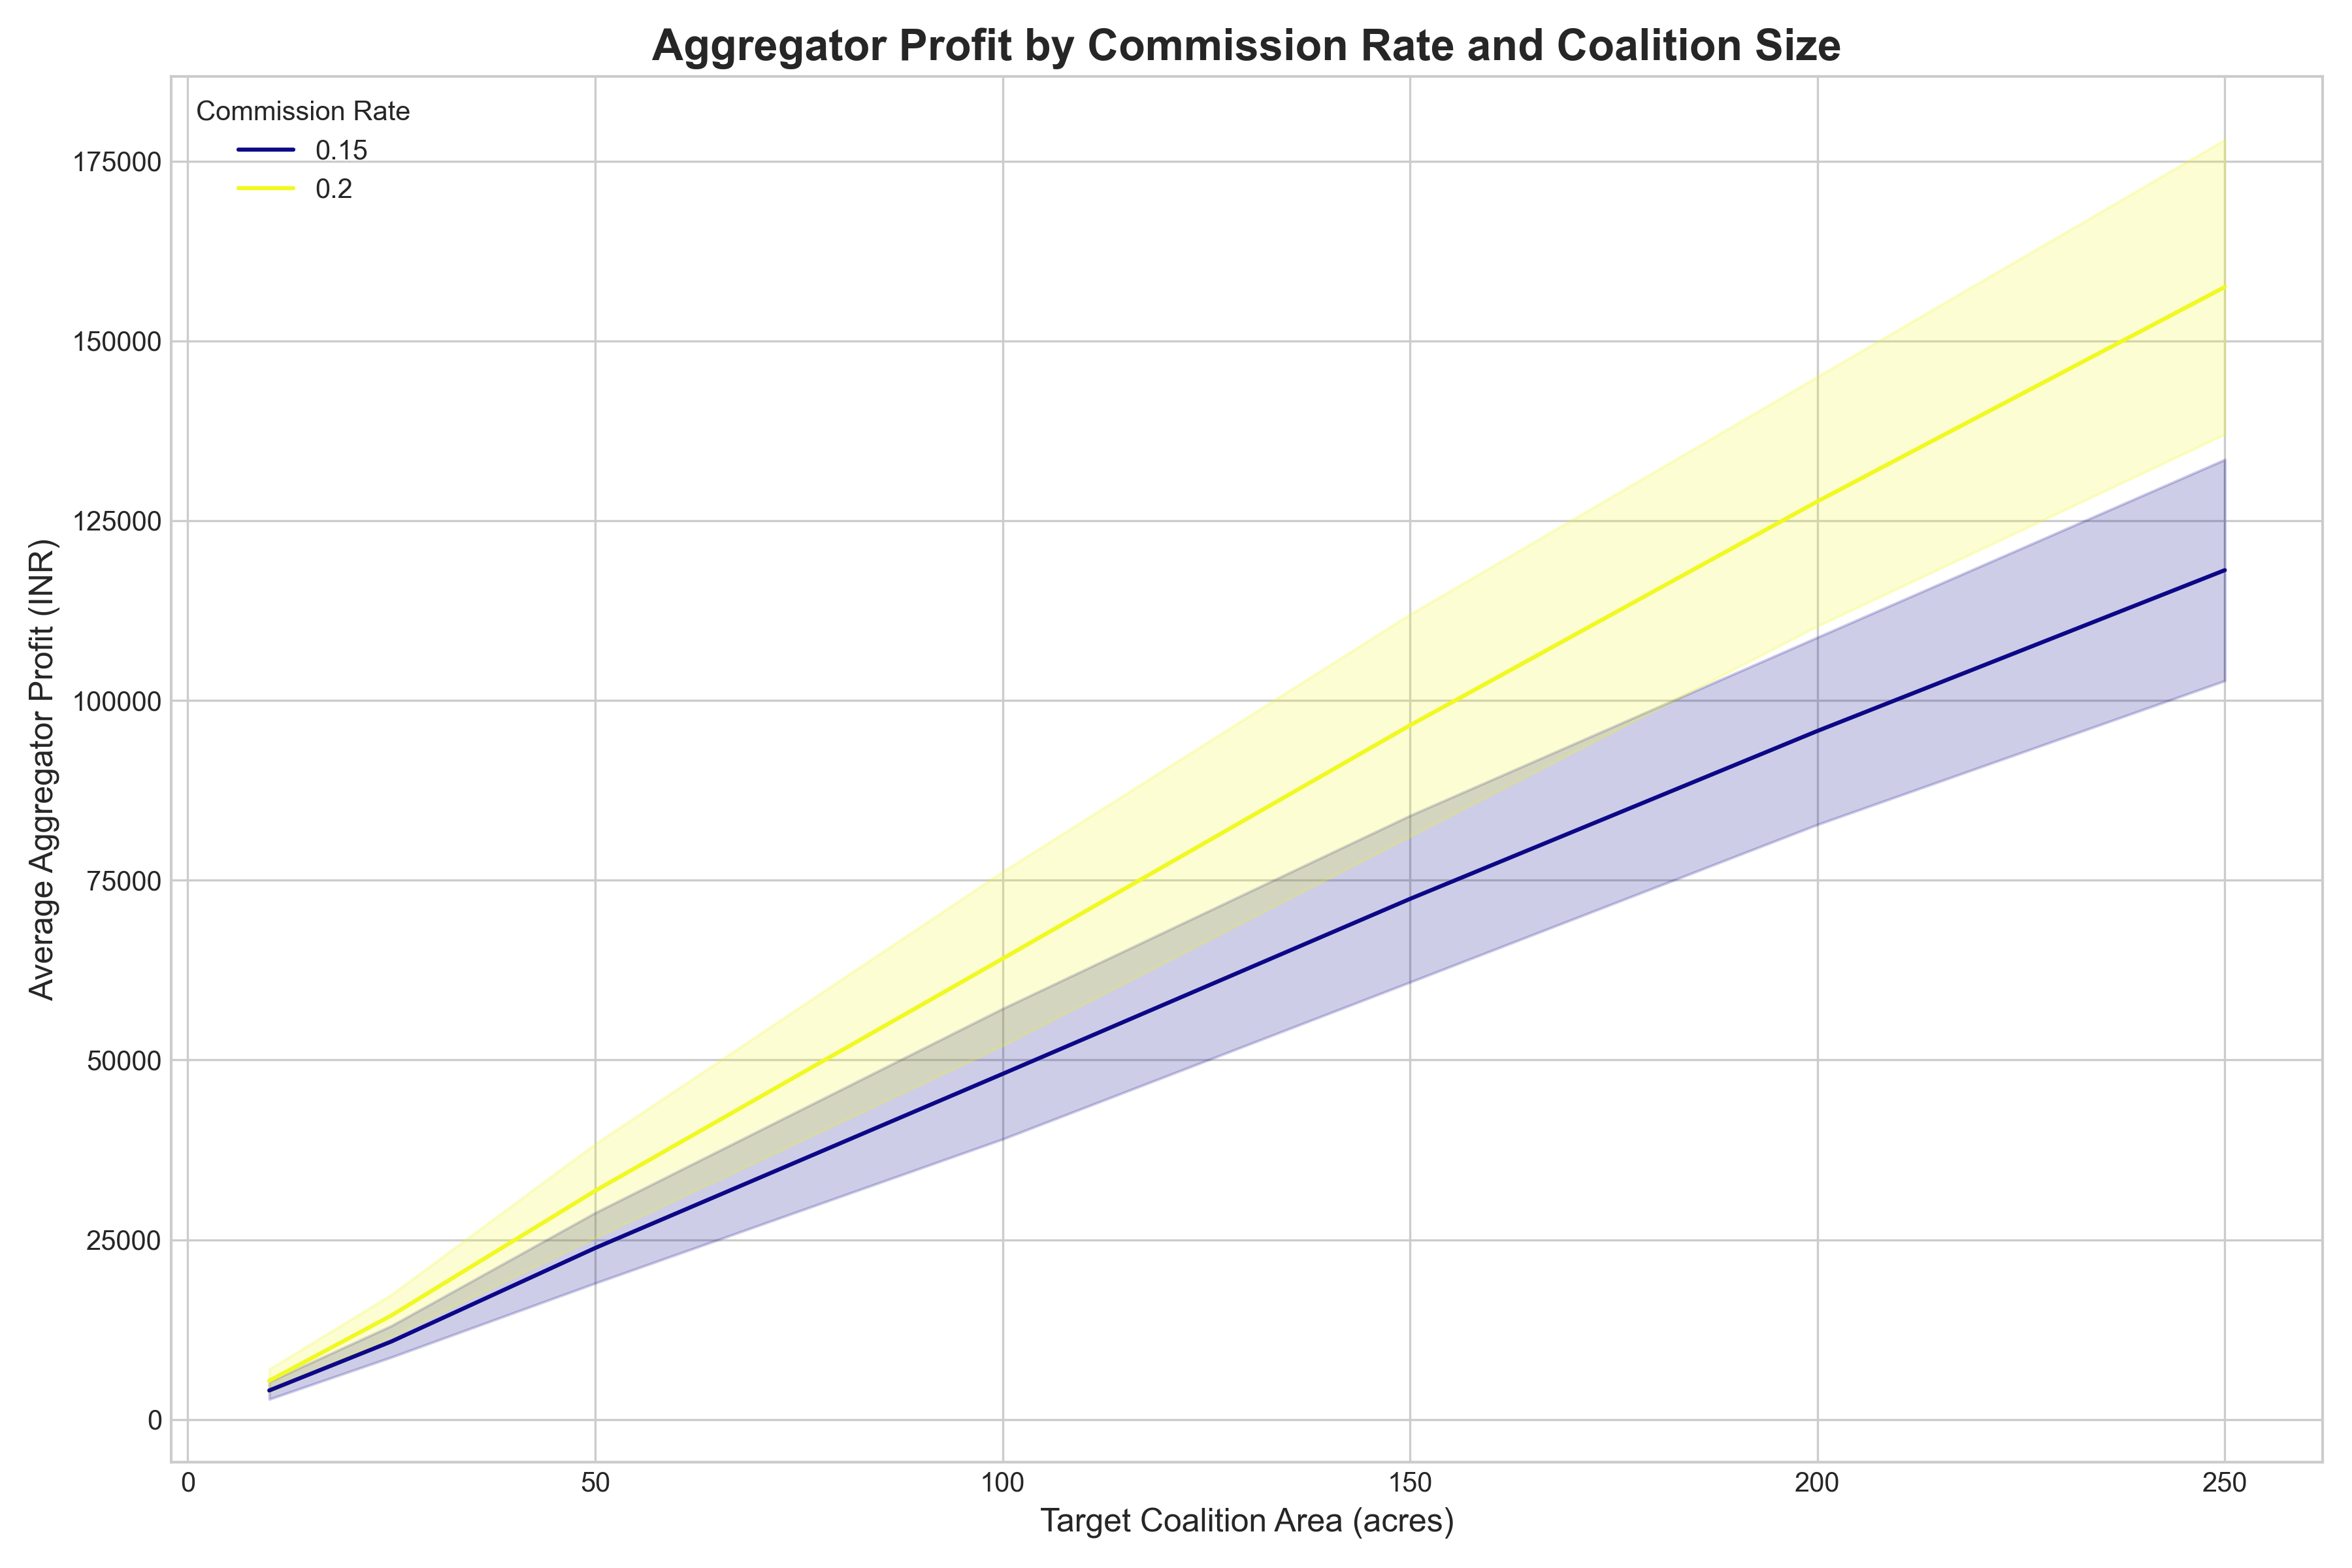 Aggregator Profit by Commission Rate and Coalition Size
Commission Rate
0.15
0.2
175000
150000
125000
100000
75000
50000
25000
0
Average Aggregator Profit (INR)
0 50 100 150 200 250
Target Coalition Area (acres)